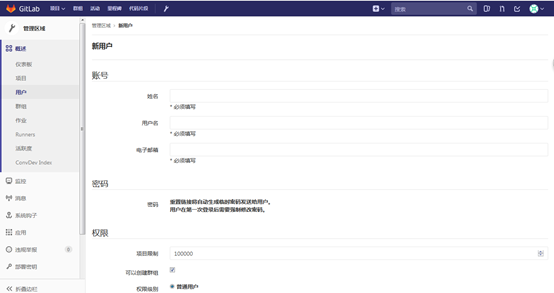 GitLab 项目 群组 活动 里程碑 代码片段 搜索
管理区域
管理区域 › 新用户
概述
仪表板
项目
用户
群组
作业
Runners
活跃度
ConvDev Index
监控
消息
系统钩子
应用
违规举报 0
部署密钥
折叠边栏
新用户
账号
姓名
* 必须填写
用户名
* 必须填写
电子邮箱
* 必须填写
密码
密码 重置链接将自动生成临时密码发送给用户。
用户在第一次登录后需要强制修改密码。
权限
项目限制 100000
可以创建群组
权限级别 普通用户